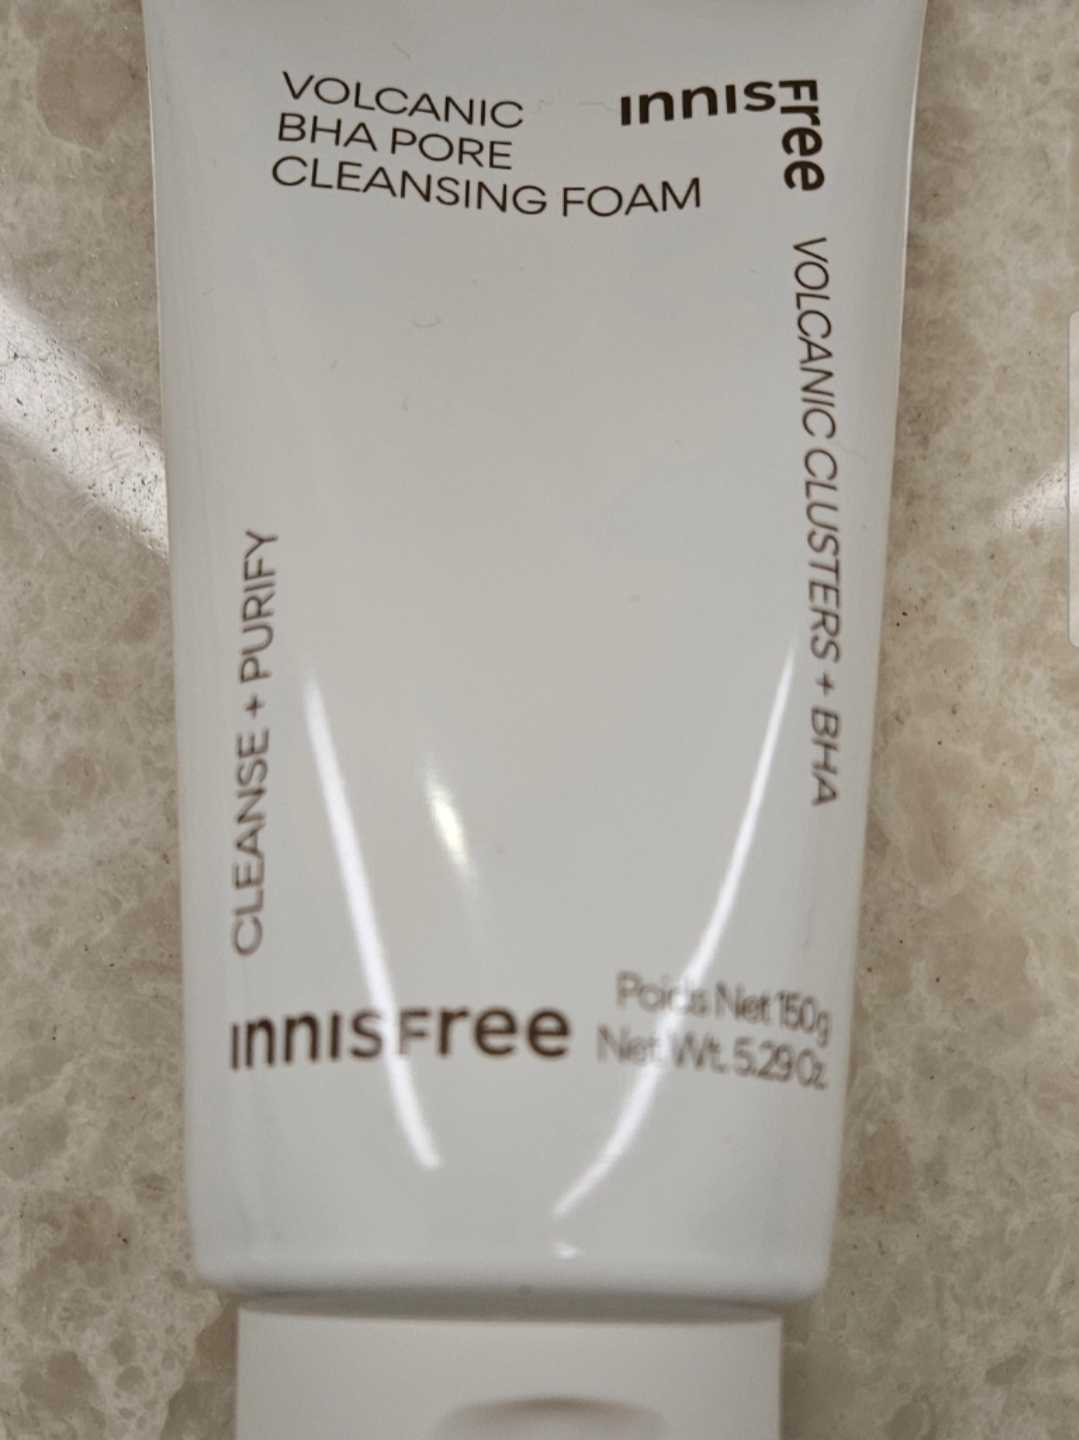 VOLCANIC
BHA PORE
CLEANSING FOAM
INNISFree
VOLCANIC CLUSTERS + BHA
CLEANSE + PURIFY
INNISFree
Poids Net 150g
Net Wt. 5.29 Oz